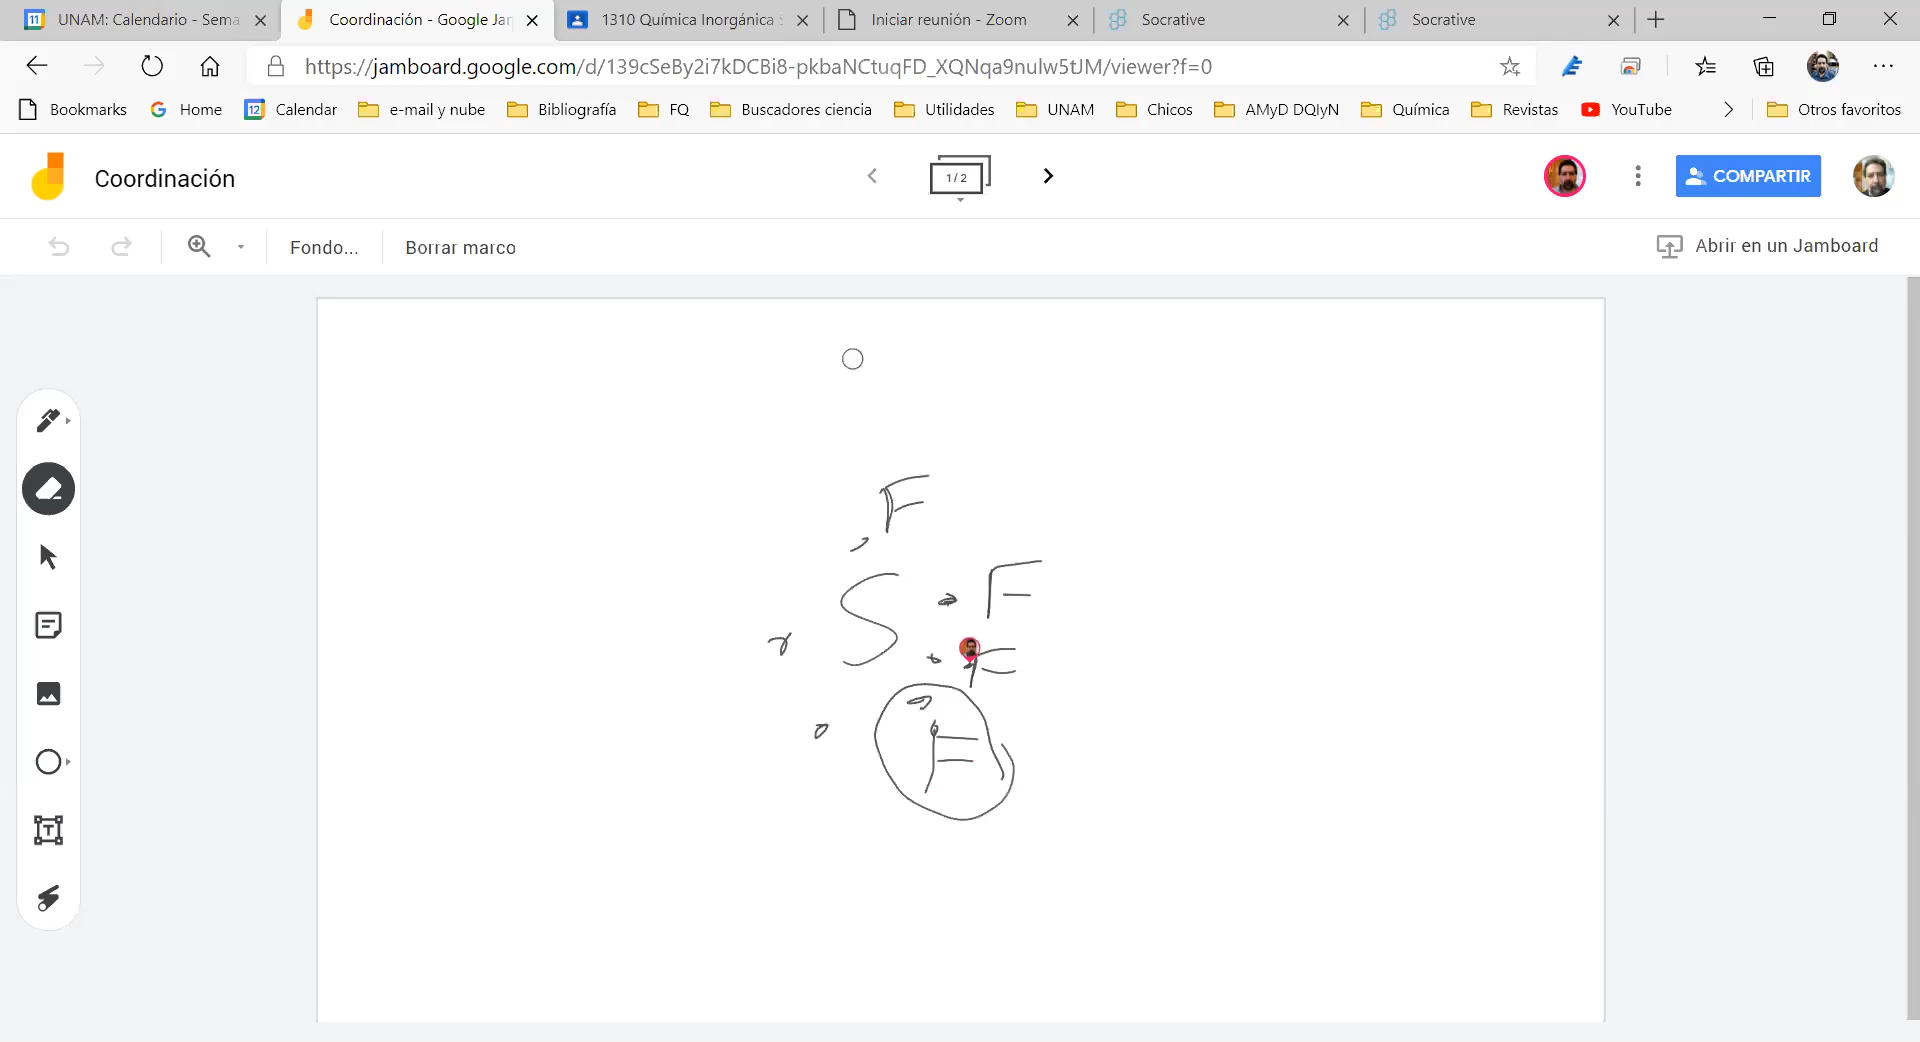 UNAM: Calendario - Sema
Coordinación - Google Jar
1310 Química Inorgánica
Iniciar reunión - Zoom
Socrative
Socrative
https://jamboard.google.com/d/139cSeBy2i7kDCBi8-pkbaNCtuqFD_XQNqa9nulw5tJM/viewer?f=0
Bookmarks
Home
Calendar
e-mail y nube
Bibliografía
FQ
Buscadores ciencia
Utilidades
UNAM
Chicos
AMyD DQIyN
Química
Revistas
YouTube
Otros favoritos
Coordinación
1 / 2
COMPARTIR
Fondo...
Borrar marco
Abrir en un Jamboard
F
S F
F
F